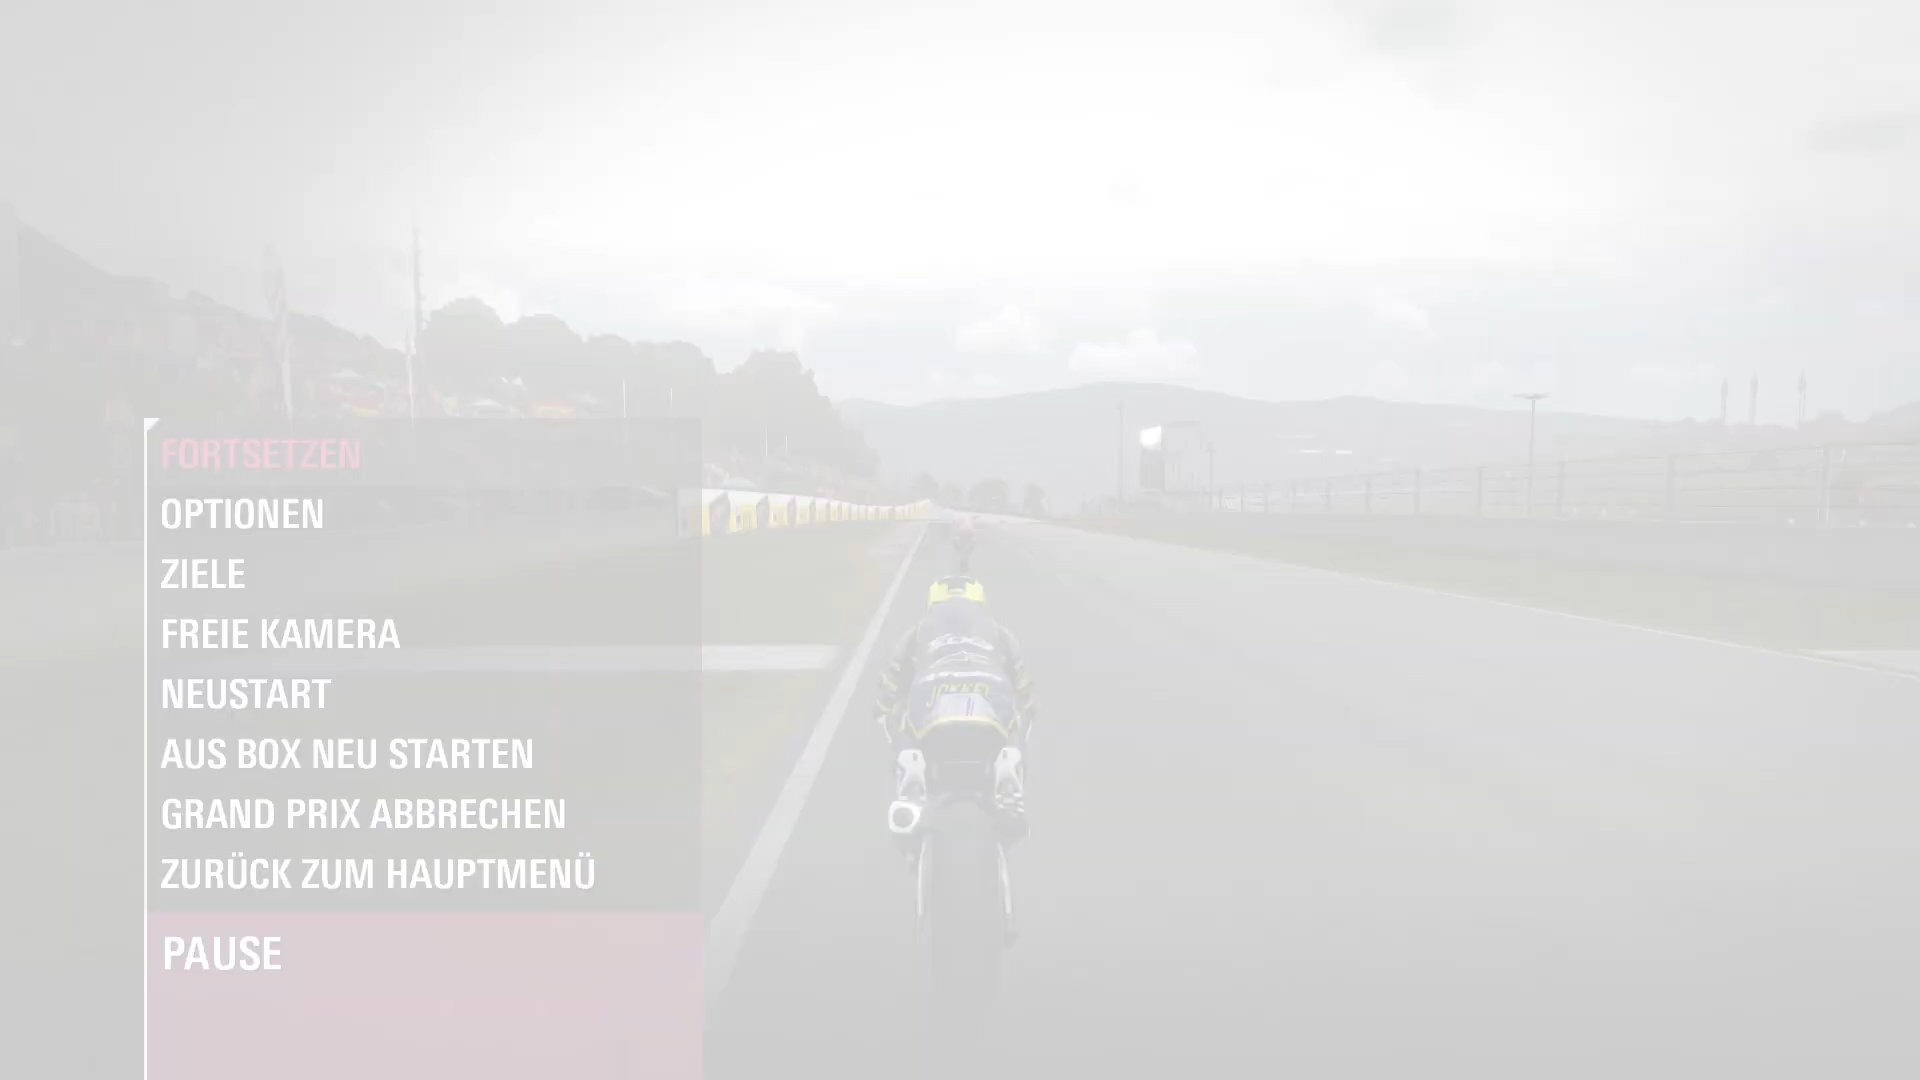 FORTSETZEN
OPTIONEN
ZIELE
FREIE KAMERA
NEUSTART
AUS BOX NEU STARTEN
GRAND PRIX ABBRECHEN
ZURÜCK ZUM HAUPTMENÜ
PAUSE